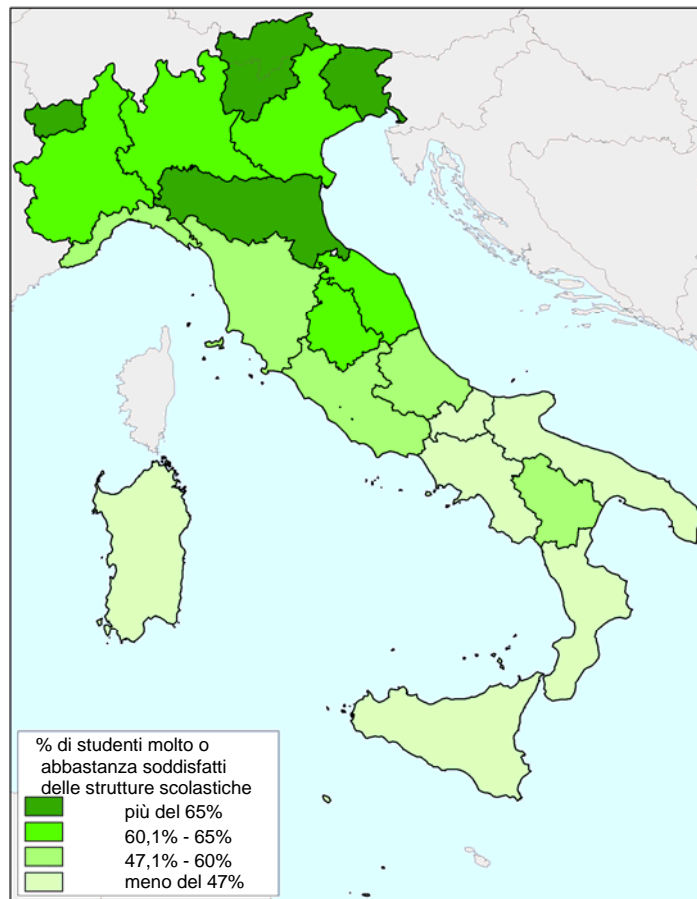 % di studenti molto o
abbastanza soddisfatti
delle strutture scolastiche
più del 65%
60,1% - 65%
47,1% - 60%
meno del 47%